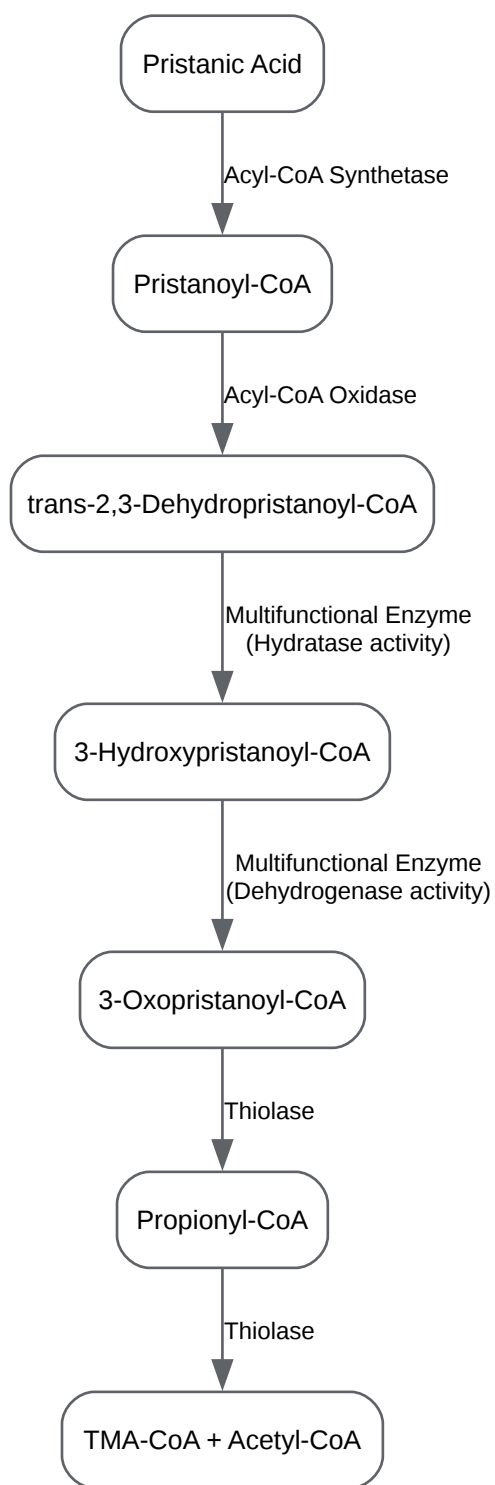 Pristanic Acid
Acyl-CoA Synthetase
Pristanoyl-CoA
Acyl-CoA Oxidase
trans-2,3-Dehydropristanoyl-CoA
Multifunctional Enzyme
(Hydratase activity)
3-Hydroxypristanoyl-CoA
Multifunctional Enzyme
(Dehydrogenase activity)
3-Oxopristanoyl-CoA
Thiolase
Propionyl-CoA
Thiolase
TMA-CoA + Acetyl-CoA